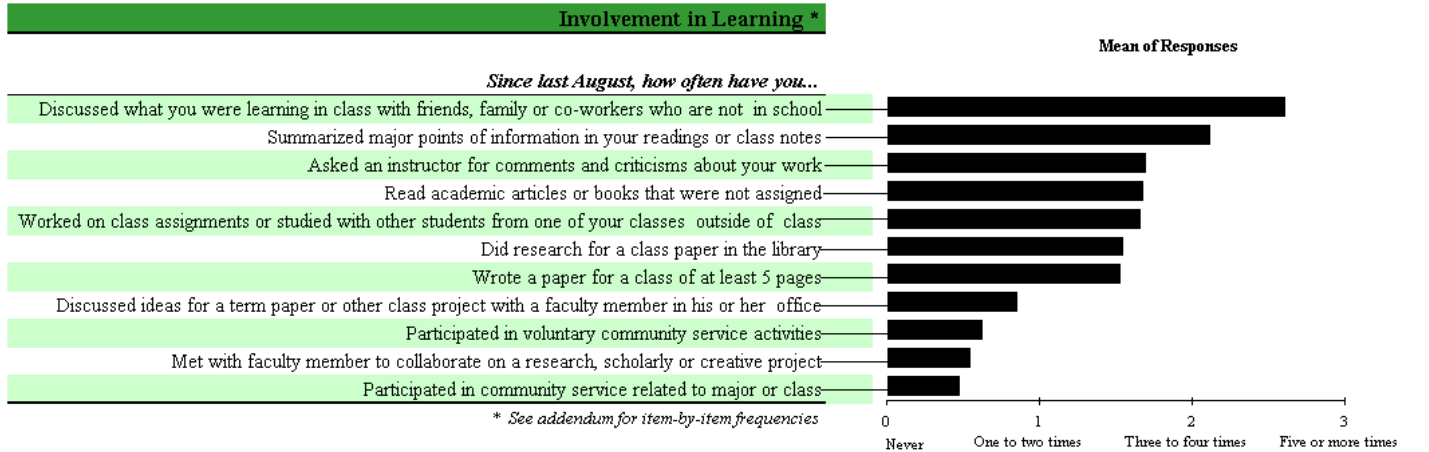 Involvement in Learning *
Mean of Responses
Since last August, how often have you...
Discussed what you were learning in class with friends, family or co-workers who are not in school
Summarized major points of information in your readings or class notes
Asked an instructor for comments and criticisms about your work
Read academic articles or books that were not assigned
Worked on class assignments or studied with other students from one of your classes outside of class
Did research for a class paper in the library
Wrote a paper for a class of at least 5 pages
Discussed ideas for a term paper or other class project with a faculty member in his or her office
Participated in voluntary community service activities
Met with faculty member to collaborate on a research, scholarly or creative project
Participated in community service related to major or class
* See addendum for item-by-item frequencies
0 1 2 3
Never One to two times Three to four times Five or more times